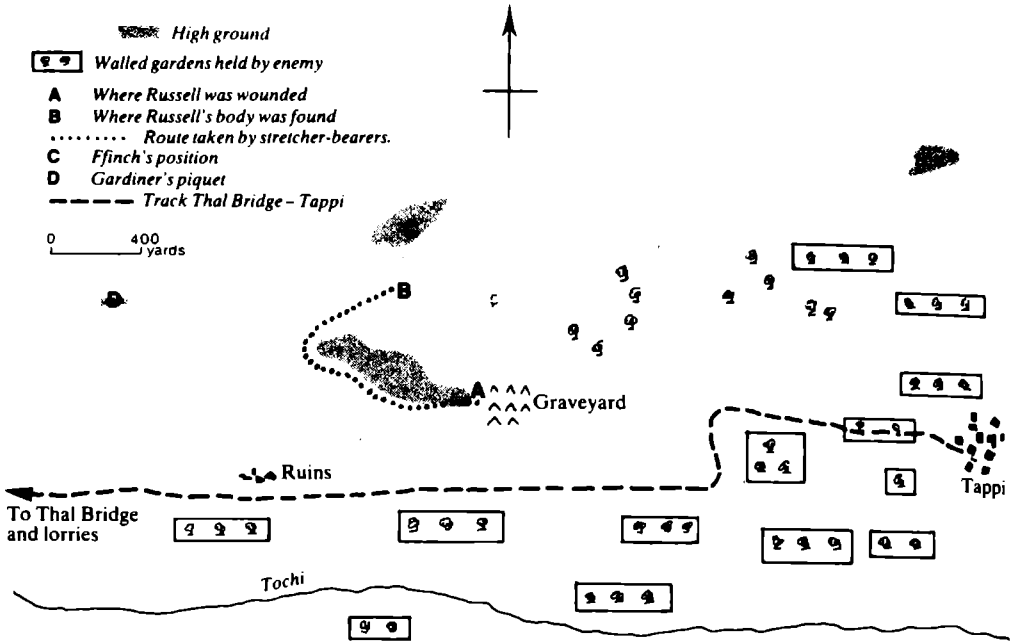 High ground
Walled gardens held by enemy
A Where Russell was wounded
B Where Russell's body was found
Route taken by stretcher-bearers.
C Ffinch's position
D Gardiner's piquet
Track Thal Bridge – Tappi
0 400
yards
D
B
A
Graveyard
Ruins
Tappi
To Thal Bridge
and lorries
Tochi